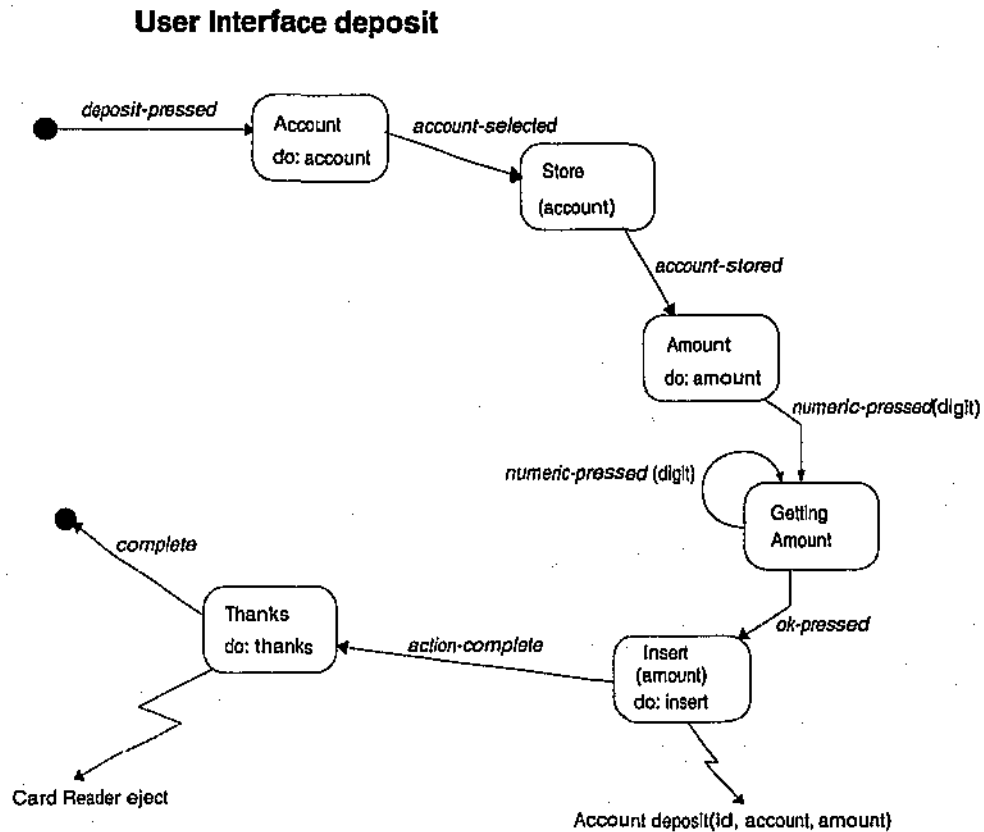 User Interface deposit
deposit-pressed
Account
do: account
account-selected
Store
(account)
account-stored
Amount
do: amount
numeric-pressed(digit)
numeric-pressed (digit)
Getting
Amount
ok-pressed
Insert
(amount)
do: insert
action-complete
Thanks
do: thanks
complete
Card Reader eject
Account deposit(id, account, amount)